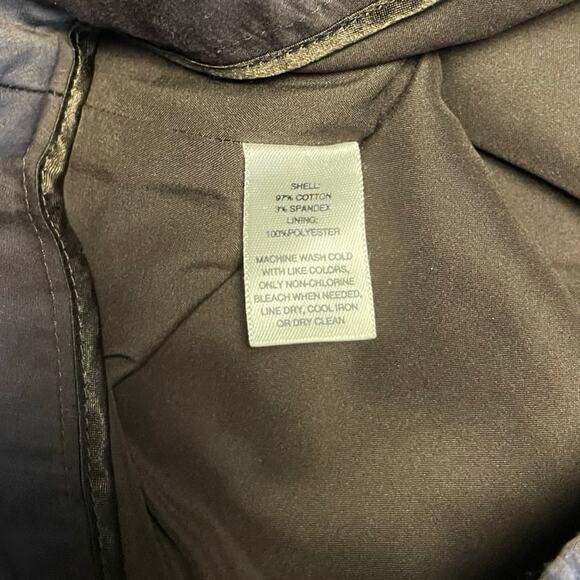 SHELL:
97% COTTON
3% SPANDEX
LINING:
100%POLYESTER
MACHINE WASH COLD
WITH LIKE COLORS,
ONLY NON-CHLORINE
BLEACH WHEN NEEDED,
LINE DRY, COOL IRON
OR DRY CLEAN